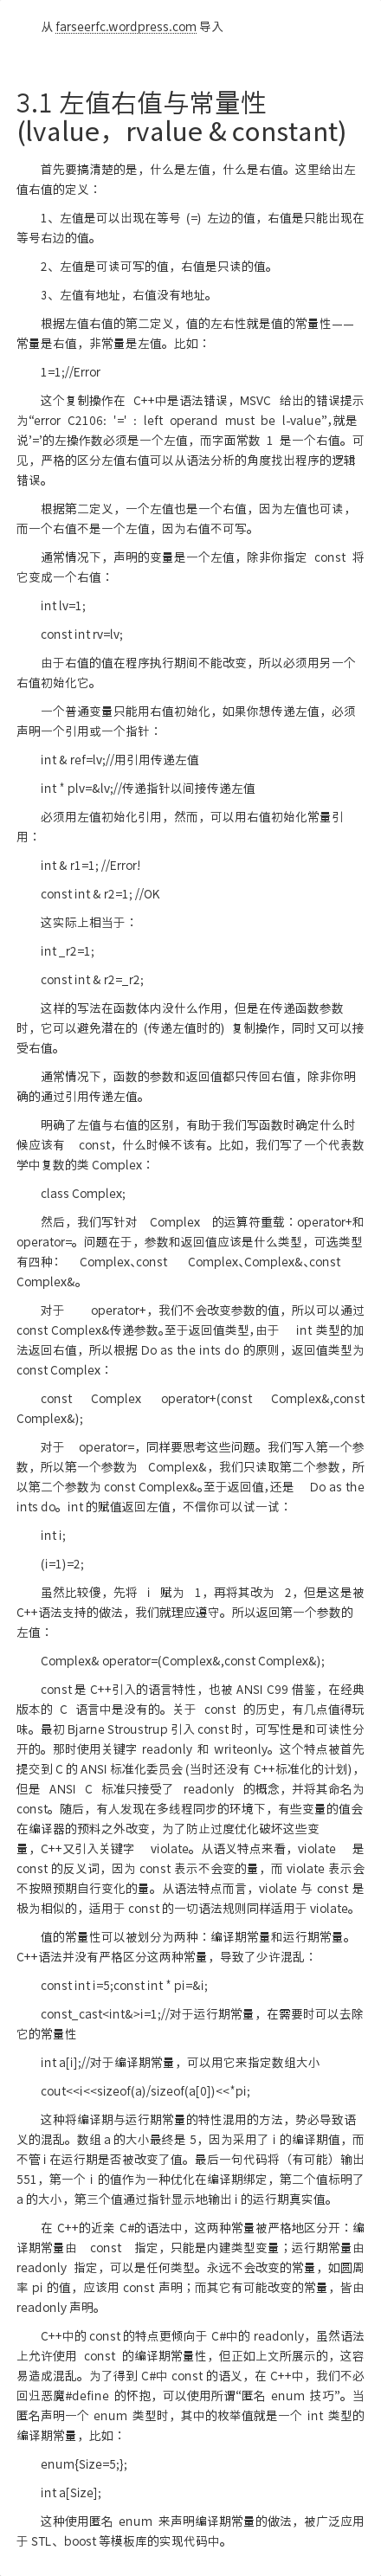 从 farseerfc.wordpress.com 导入
3.1 左值右值与常量性
(lvalue，rvalue & constant)
首先要搞清楚的是，什么是左值，什么是右值。这里给出左
值右值的定义：
1、左值是可以出现在等号 (=) 左边的值，右值是只能出现在
等号右边的值。
2、左值是可读可写的值，右值是只读的值。
3、左值有地址，右值没有地址。
根据左值右值的第二定义，值的左右性就是值的常量性——
常量是右值，非常量是左值。比如：
1=1;//Error
这个复制操作在 C++中是语法错误，MSVC 给出的错误提示
为“error C2106: '=' : left operand must be l-value”,就是
说’=’的左操作数必须是一个左值，而字面常数 1 是一个右值。可
见，严格的区分左值右值可以从语法分析的角度找出程序的逻辑
错误。
根据第二定义，一个左值也是一个右值，因为左值也可读，
而一个右值不是一个左值，因为右值不可写。
通常情况下，声明的变量是一个左值，除非你指定 const 将
它变成一个右值：
int lv=1;
const int rv=lv;
由于右值的值在程序执行期间不能改变，所以必须用另一个
右值初始化它。
一个普通变量只能用右值初始化，如果你想传递左值，必须
声明一个引用或一个指针：
int & ref=lv;//用引用传递左值
int * plv=&lv;//传递指针以间接传递左值
必须用左值初始化引用，然而，可以用右值初始化常量引
用：
int & r1=1; //Error!
const int & r2=1; //OK
这实际上相当于：
int _r2=1;
const int & r2=_r2;
这样的写法在函数体内没什么作用，但是在传递函数参数
时，它可以避免潜在的 (传递左值时的) 复制操作，同时又可以接
受右值。
通常情况下，函数的参数和返回值都只传回右值，除非你明
确的通过引用传递左值。
明确了左值与右值的区别，有助于我们写函数时确定什么时
候应该有 const，什么时候不该有。比如，我们写了一个代表数
学中复数的类 Complex：
class Complex;
然后，我们写针对 Complex 的运算符重载：operator+和
operator=。问题在于，参数和返回值应该是什么类型，可选类型
有四种： Complex、const Complex、Complex&、const
Complex&。
对于 operator+，我们不会改变参数的值，所以可以通过
const Complex&传递参数。至于返回值类型，由于 int 类型的加
法返回右值，所以根据 Do as the ints do 的原则，返回值类型为
const Complex：
const Complex operator+(const Complex&,const
Complex&);
对于 operator=，同样要思考这些问题。我们写入第一个参
数，所以第一个参数为 Complex&，我们只读取第二个参数，所
以第二个参数为 const Complex&。至于返回值，还是 Do as the
ints do。int 的赋值返回左值，不信你可以试一试：
int i;
(i=1)=2;
虽然比较傻，先将 i 赋为 1，再将其改为 2，但是这是被
C++语法支持的做法，我们就理应遵守。所以返回第一个参数的
左值：
Complex& operator=(Complex&,const Complex&);
const 是 C++引入的语言特性，也被 ANSI C99 借鉴，在经典
版本的 C 语言中是没有的。关于 const 的历史，有几点值得玩
味。最初 Bjarne Stroustrup 引入 const 时，可写性是和可读性分
开的。那时使用关键字 readonly 和 writeonly。这个特点被首先
提交到 C 的 ANSI 标准化委员会 (当时还没有 C++标准化的计划)，
但是 ANSI C 标准只接受了 readonly 的概念，并将其命名为
const。随后，有人发现在多线程同步的环境下，有些变量的值会
在编译器的预料之外改变，为了防止过度优化破坏这些变
量，C++又引入关键字 violate。从语义特点来看，violate 是
const 的反义词，因为 const 表示不会变的量，而 violate 表示会
不按照预期自行变化的量。从语法特点而言，violate 与 const 是
极为相似的，适用于 const 的一切语法规则同样适用于 violate。
值的常量性可以被划分为两种：编译期常量和运行期常量。
C++语法并没有严格区分这两种常量，导致了少许混乱：
const int i=5;const int * pi=&i;
const_cast<int&>i=1;//对于运行期常量，在需要时可以去除
它的常量性
int a[i];//对于编译期常量，可以用它来指定数组大小
cout<<i<<sizeof(a)/sizeof(a[0])<<*pi;
这种将编译期与运行期常量的特性混用的方法，势必导致语
义的混乱。数组 a 的大小最终是 5，因为采用了 i 的编译期值，而
不管 i 在运行期是否被改变了值。最后一句代码将（有可能）输出
551，第一个 i 的值作为一种优化在编译期绑定，第二个值标明了
a 的大小，第三个值通过指针显示地输出 i 的运行期真实值。
在 C++的近亲 C#的语法中，这两种常量被严格地区分开：编
译期常量由 const 指定，只能是内建类型变量；运行期常量由
readonly 指定，可以是任何类型。永远不会改变的常量，如圆周
率 pi 的值，应该用 const 声明；而其它有可能改变的常量，皆由
readonly 声明。
C++中的 const 的特点更倾向于 C#中的 readonly，虽然语法
上允许使用 const 的编译期常量性，但正如上文所展示的，这容
易造成混乱。为了得到 C#中 const 的语义，在 C++中，我们不必
回归恶魔#define 的怀抱，可以使用所谓“匿名 enum 技巧”。当
匿名声明一个 enum 类型时，其中的枚举值就是一个 int 类型的
编译期常量，比如：
enum{Size=5;};
int a[Size];
这种使用匿名 enum 来声明编译期常量的做法，被广泛应用
于 STL、boost 等模板库的实现代码中。